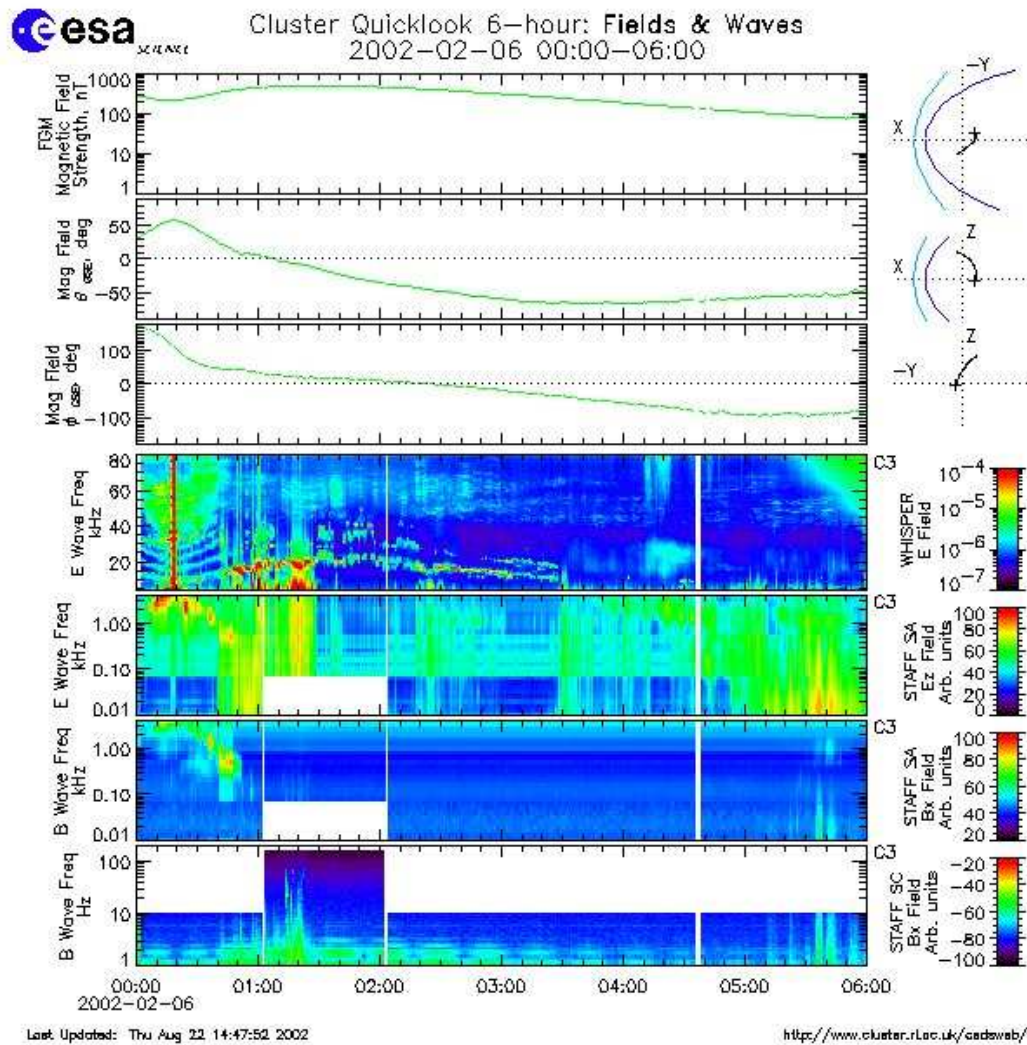 esa
SCIENCE
Cluster Quicklook 6-hour: Fields & Waves
2002-02-06 00:00-06:00
FGM
Magnetic Field
Strength, nT
1000
100
10
1
Mag Field
θ GSE, deg
50
0
-50
Mag Field
φ GSE, deg
100
0
-100
-Y
X
Z
X
Z
-Y
E Wave Freq
kHz
80
60
40
20
C3
WHISPER
E Field
10-4
10-5
10-6
10-7
E Wave Freq
kHz
1.00
0.10
0.01
C3
STAFF SA
Ez Field
Arb. units
100
80
60
40
20
0
B Wave Freq
kHz
1.00
0.10
0.01
C3
STAFF SA
Bx Field
Arb. units
100
80
60
40
20
B Wave Freq
Hz
100
10
1
C3
STAFF SC
Bx Field
Arb. units
-20
-40
-60
-80
-100
00:00 01:00 02:00 03:00 04:00 05:00 06:00
2002-02-06
Last Updated: Thu Aug 22 14:47:52 2002
http://www.cluster.rl.ac.uk/csdsweb/